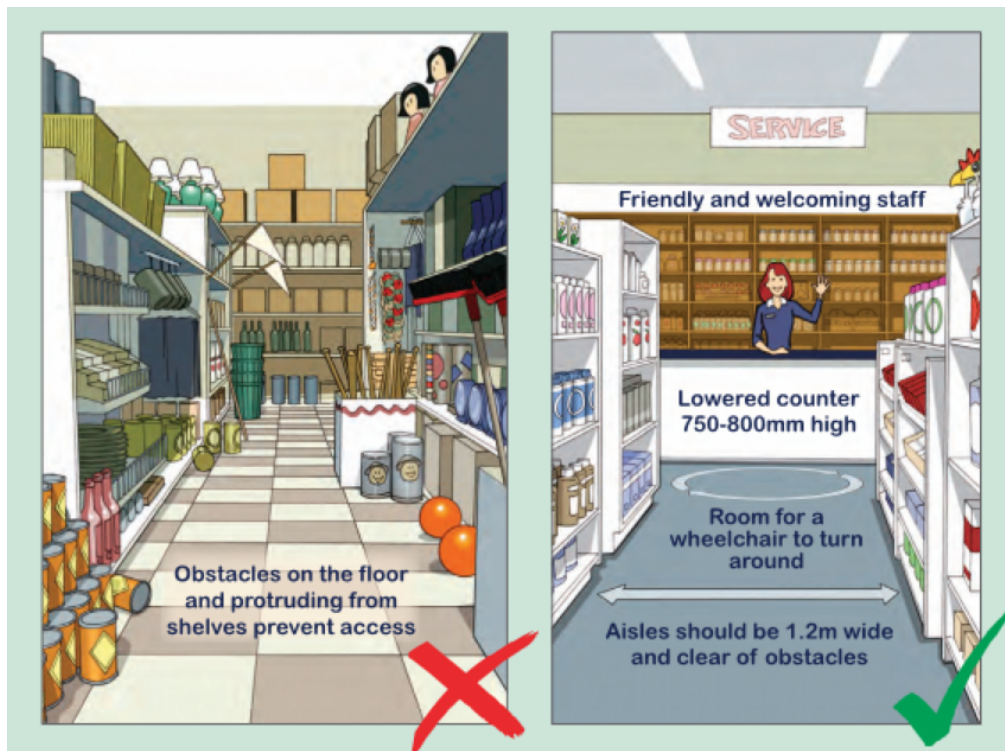 Obstacles on the floor
and protruding from
shelves prevent access
SERVICE
Friendly and welcoming staff
Lowered counter
750-800mm high
Room for a
wheelchair to turn
around
Aisles should be 1.2m wide
and clear of obstacles